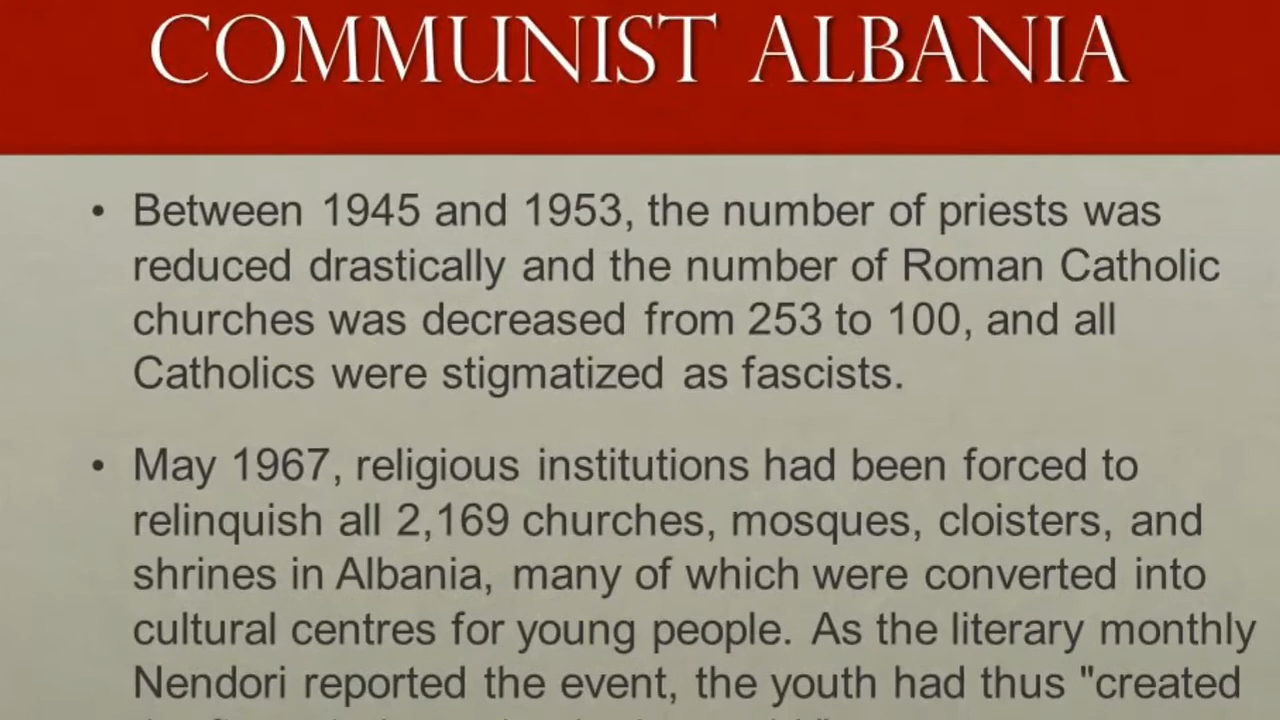 COMMUNIST ALBANIA
• Between 1945 and 1953, the number of priests was
reduced drastically and the number of Roman Catholic
churches was decreased from 253 to 100, and all
Catholics were stigmatized as fascists.
• May 1967, religious institutions had been forced to
relinquish all 2,169 churches, mosques, cloisters, and
shrines in Albania, many of which were converted into
cultural centres for young people. As the literary monthly
Nendori reported the event, the youth had thus "created